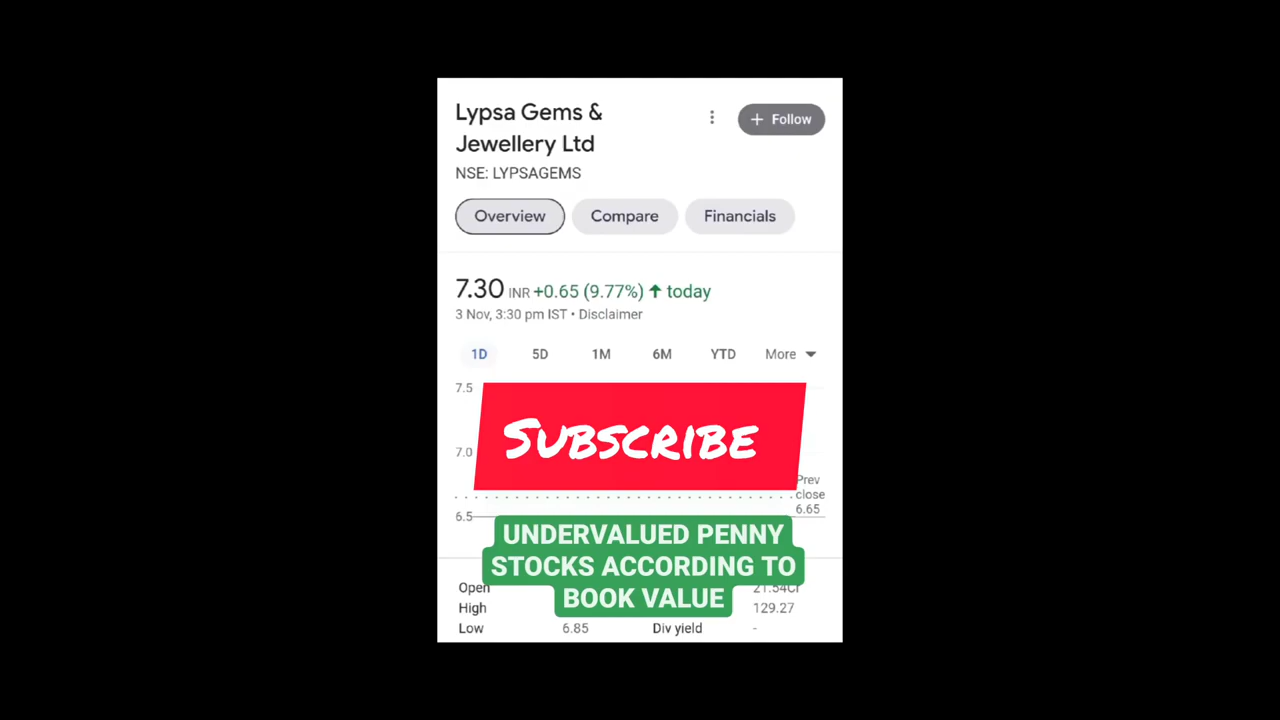 Lypsa Gems &
Jewellery Ltd
+ Follow
NSE: LYPSAGEMS
Overview Compare Financials
7.30 INR +0.65 (9.77%) ↑ today
3 Nov, 3:30 pm IST • Disclaimer
1D 5D 1M 6M YTD More
7.5
SUBSCRIBE
7.0
Prev
close
6.65
6.5
UNDERVALUED PENNY
STOCKS ACCORDING TO
BOOK VALUE
Open 21.54Cr
High 129.27
Low 6.85 Div yield -